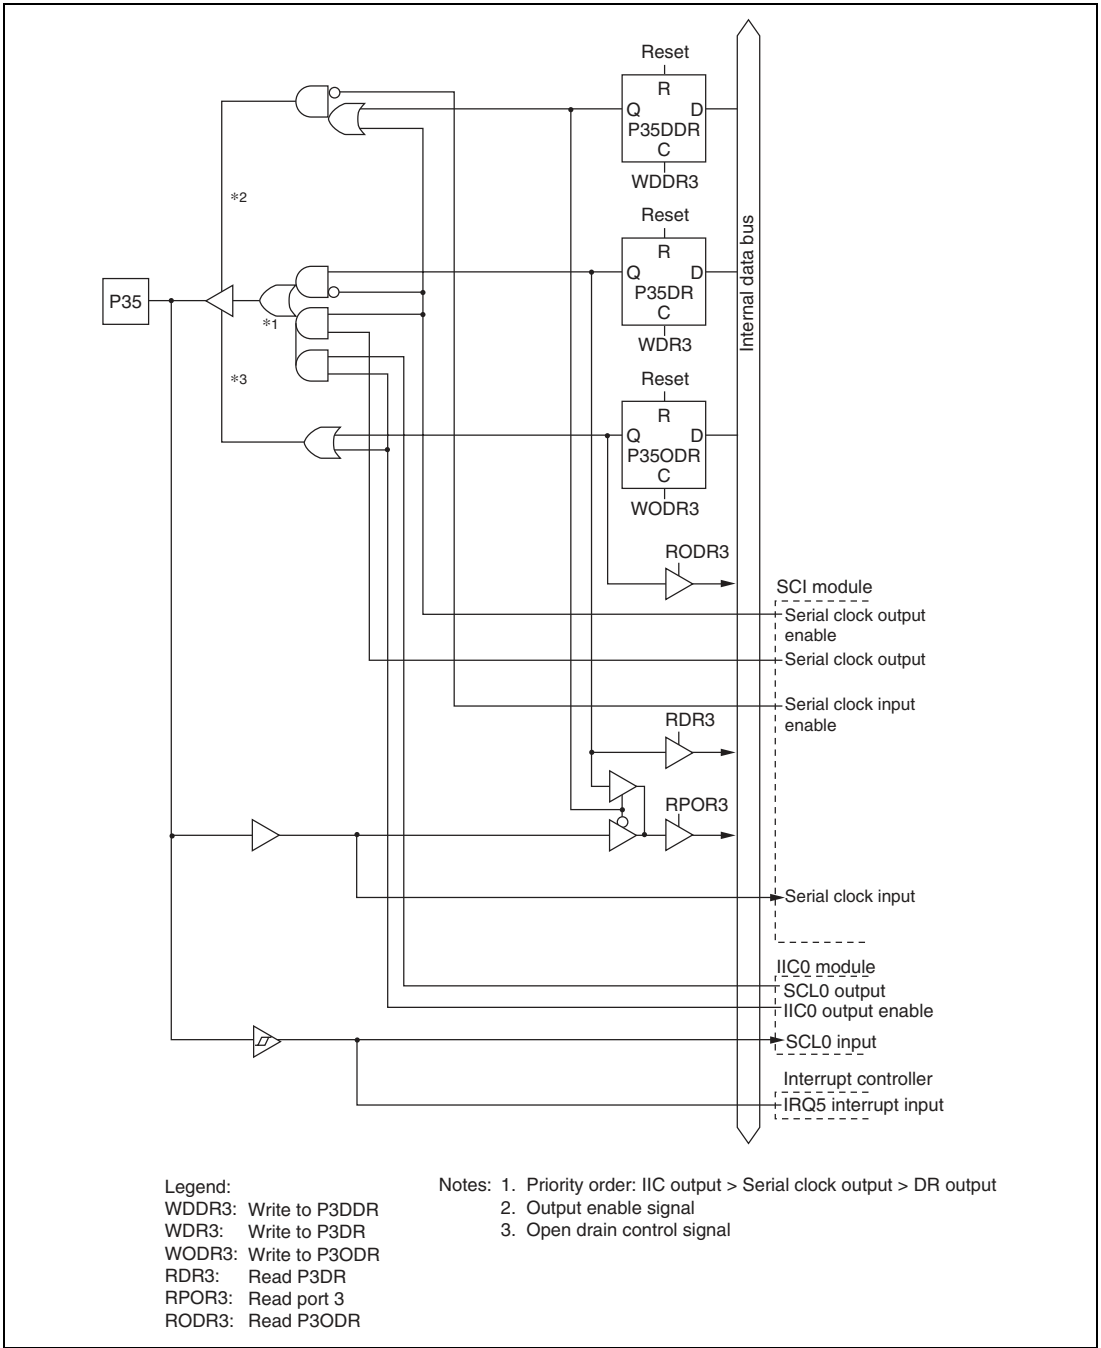 Reset
R
Q D
P35DDR
C
WDDR3
*2
Reset
R
Q D
P35DR
C
WDR3
P35
*1
Internal data bus
*3
Reset
R
Q D
P35ODR
C
WODR3
RODR3
SCI module
Serial clock output
enable
Serial clock output
Serial clock input
enable
RDR3
RPOR3
Serial clock input
IIC0 module
SCL0 output
IIC0 output enable
SCL0 input
Interrupt controller
IRQ5 interrupt input
Legend:
WDDR3: Write to P3DDR
WDR3: Write to P3DR
WODR3: Write to P3ODR
RDR3: Read P3DR
RPOR3: Read port 3
RODR3: Read P3ODR
Notes: 1. Priority order: IIC output > Serial clock output > DR output
2. Output enable signal
3. Open drain control signal